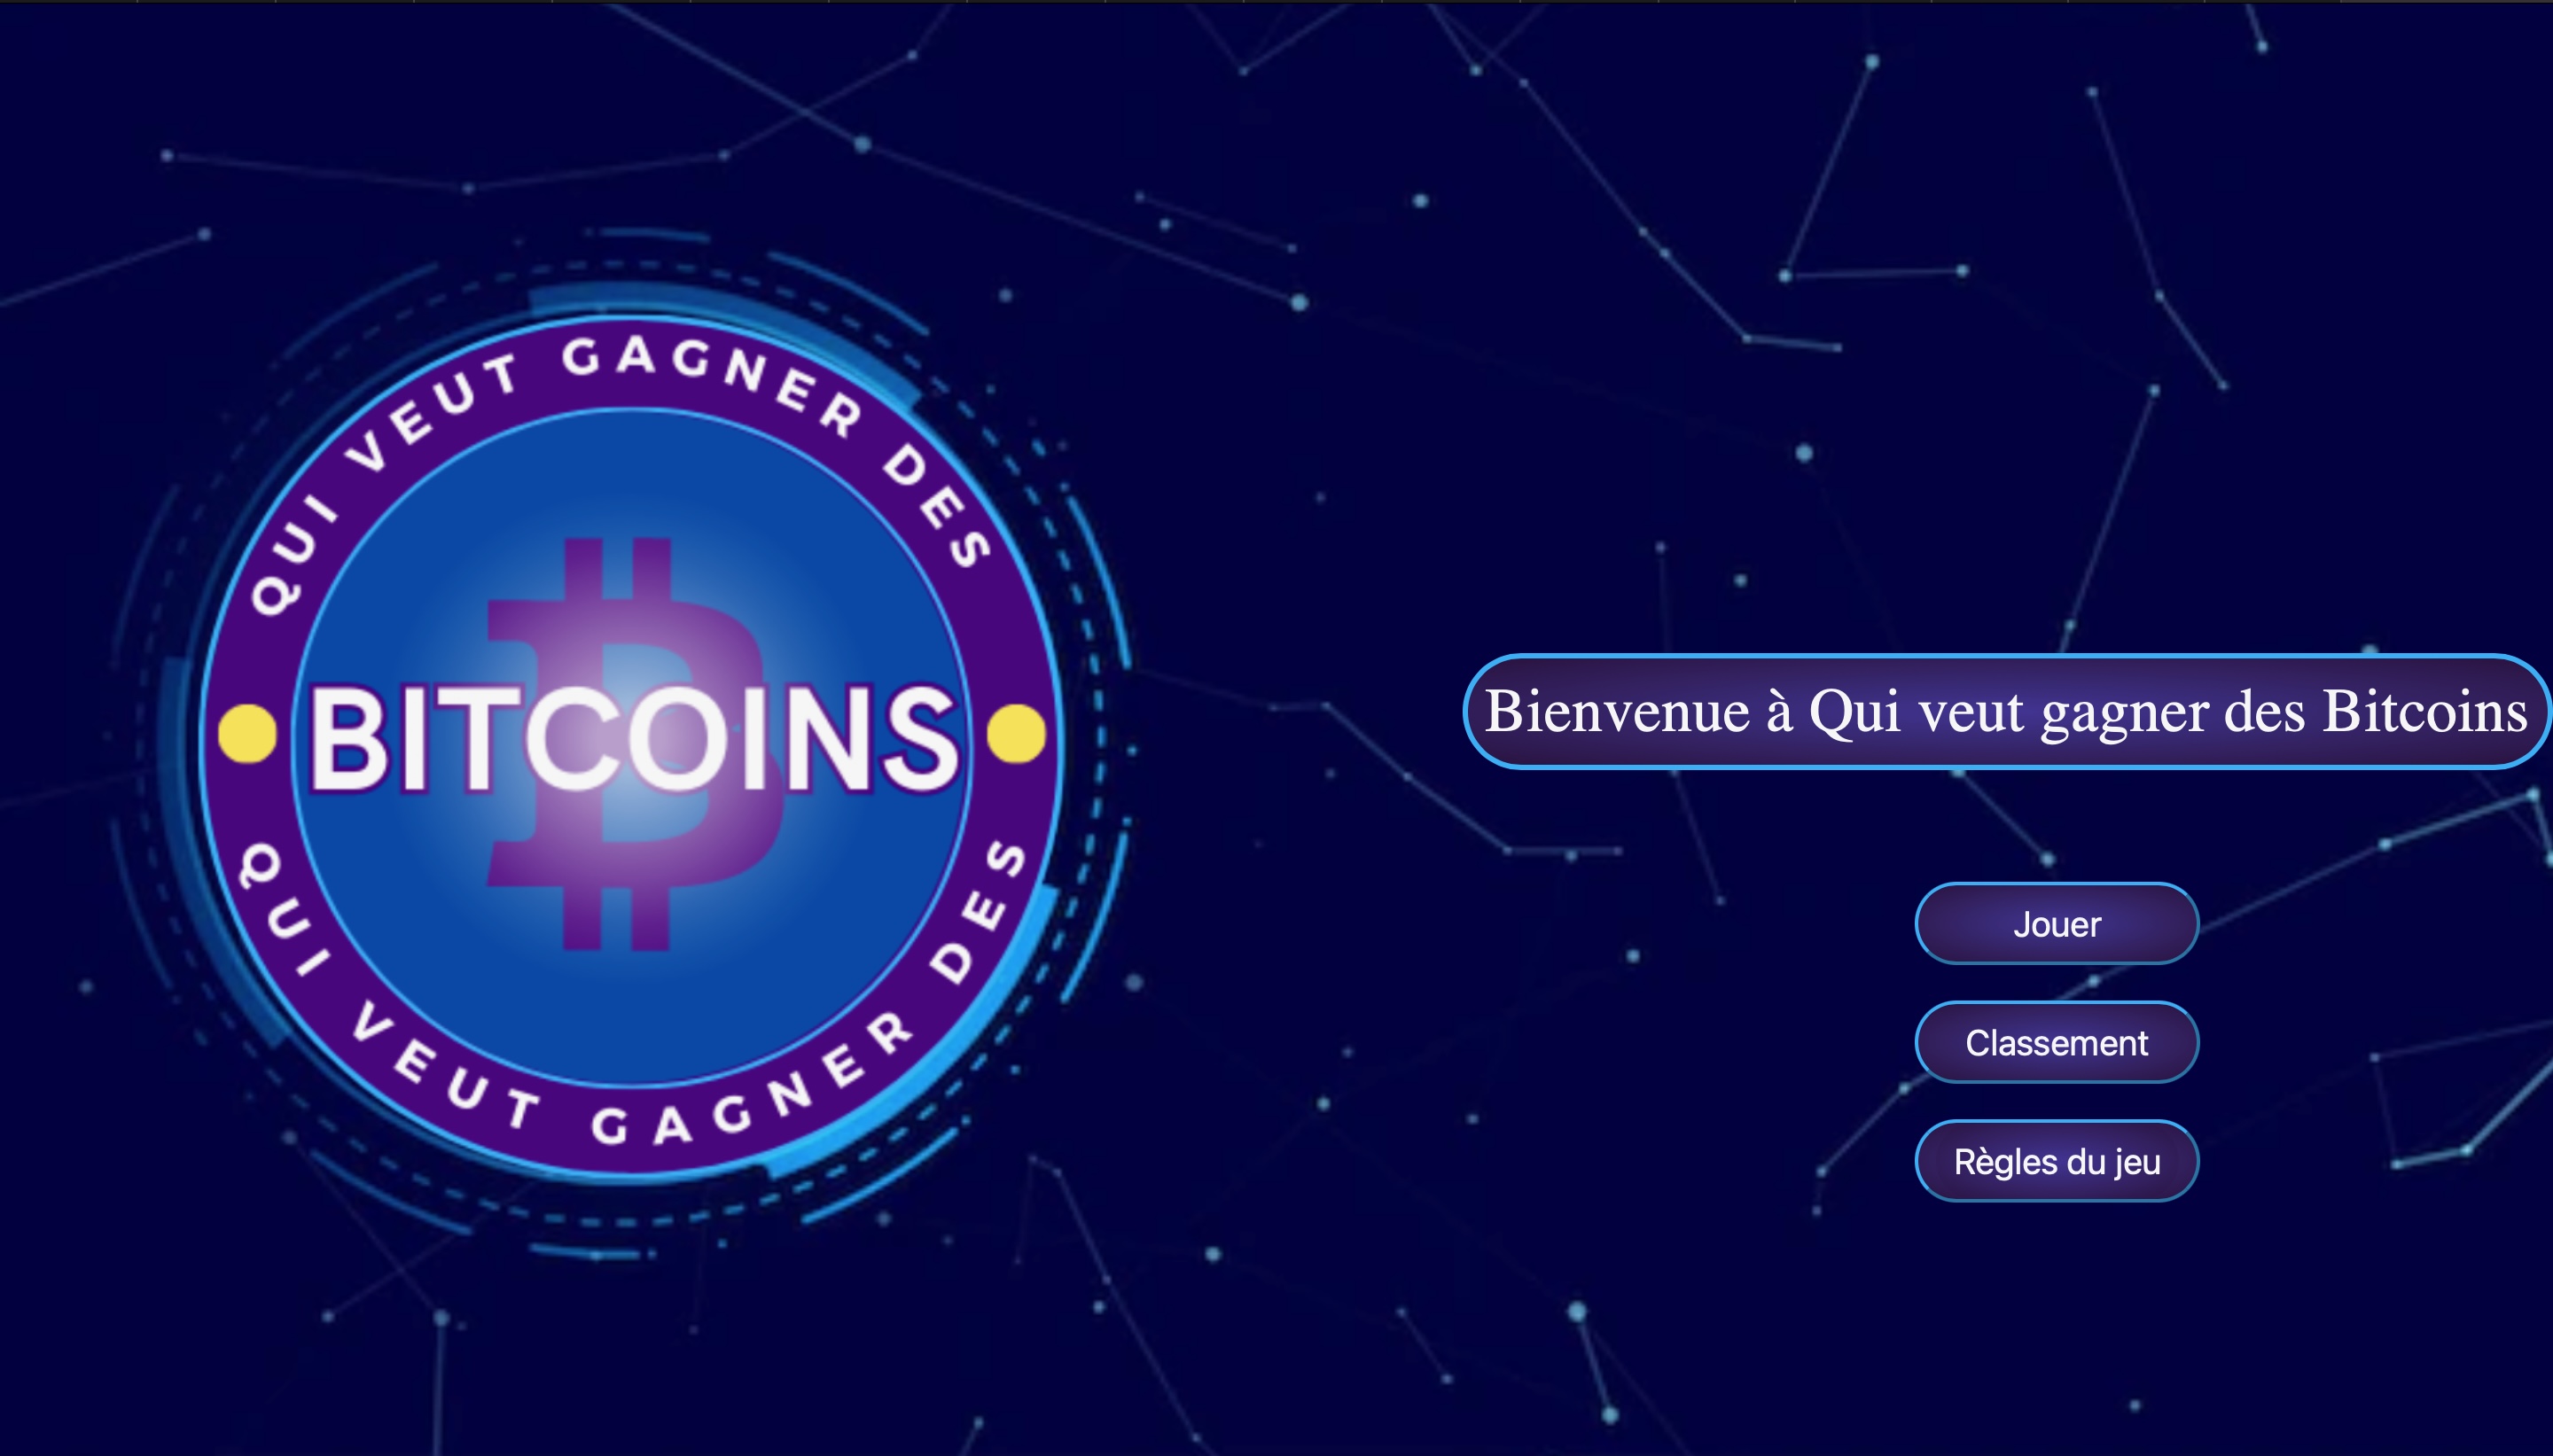 QUI VEUT GAGNER DES
BITCOINS
QUI VEUT GAGNER DES
Bienvenue à Qui veut gagner des Bitcoins
Jouer
Classement
Règles du jeu